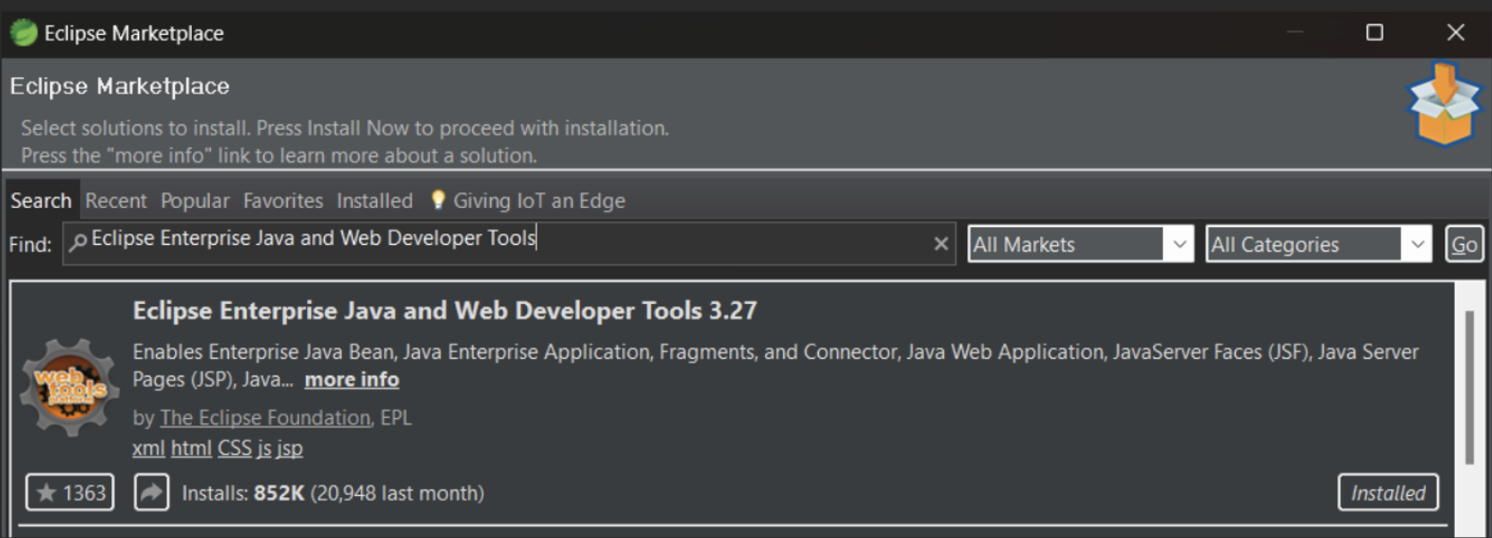 Eclipse Marketplace
Eclipse Marketplace
Select solutions to install. Press Install Now to proceed with installation.
Press the "more info" link to learn more about a solution.
Search Recent Popular Favorites Installed Giving IoT an Edge
Find: Eclipse Enterprise Java and Web Developer Tools All Markets All Categories Go
Eclipse Enterprise Java and Web Developer Tools 3.27
Enables Enterprise Java Bean, Java Enterprise Application, Fragments, and Connector, Java Web Application, JavaServer Faces (JSF), Java Server
Pages (JSP), Java... more info
web
tools
platform
by The Eclipse Foundation, EPL
xml html CSS js jsp
1363 Installs: 852K (20,948 last month) Installed